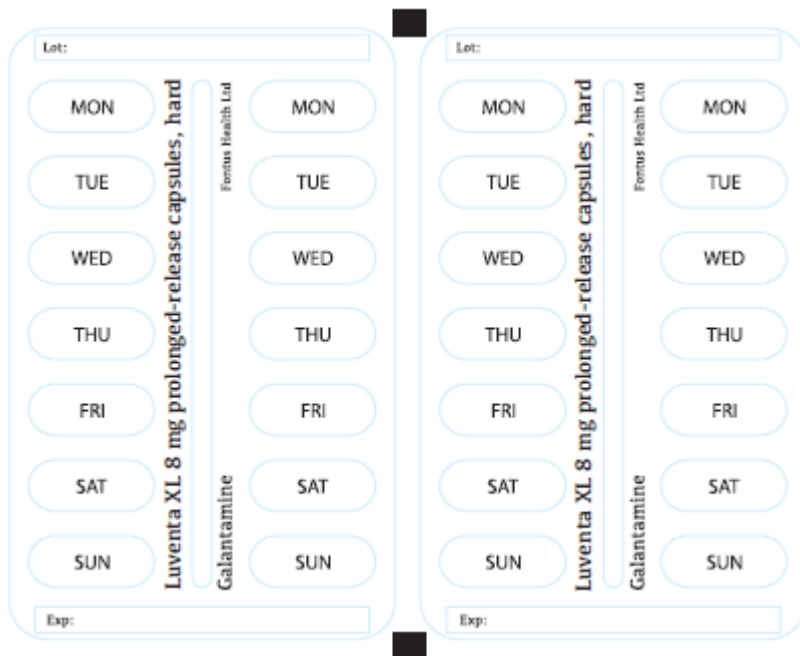 Lot:
MON
TUE
WED
THU
FRI
SAT
SUN
Luventa XL 8 mg prolonged-release capsules, hard
Galantamine
Fontus Health Ltd
MON
TUE
WED
THU
FRI
SAT
SUN
Exp:
Lot:
MON
TUE
WED
THU
FRI
SAT
SUN
Luventa XL 8 mg prolonged-release capsules, hard
Galantamine
Fontus Health Ltd
MON
TUE
WED
THU
FRI
SAT
SUN
Exp: